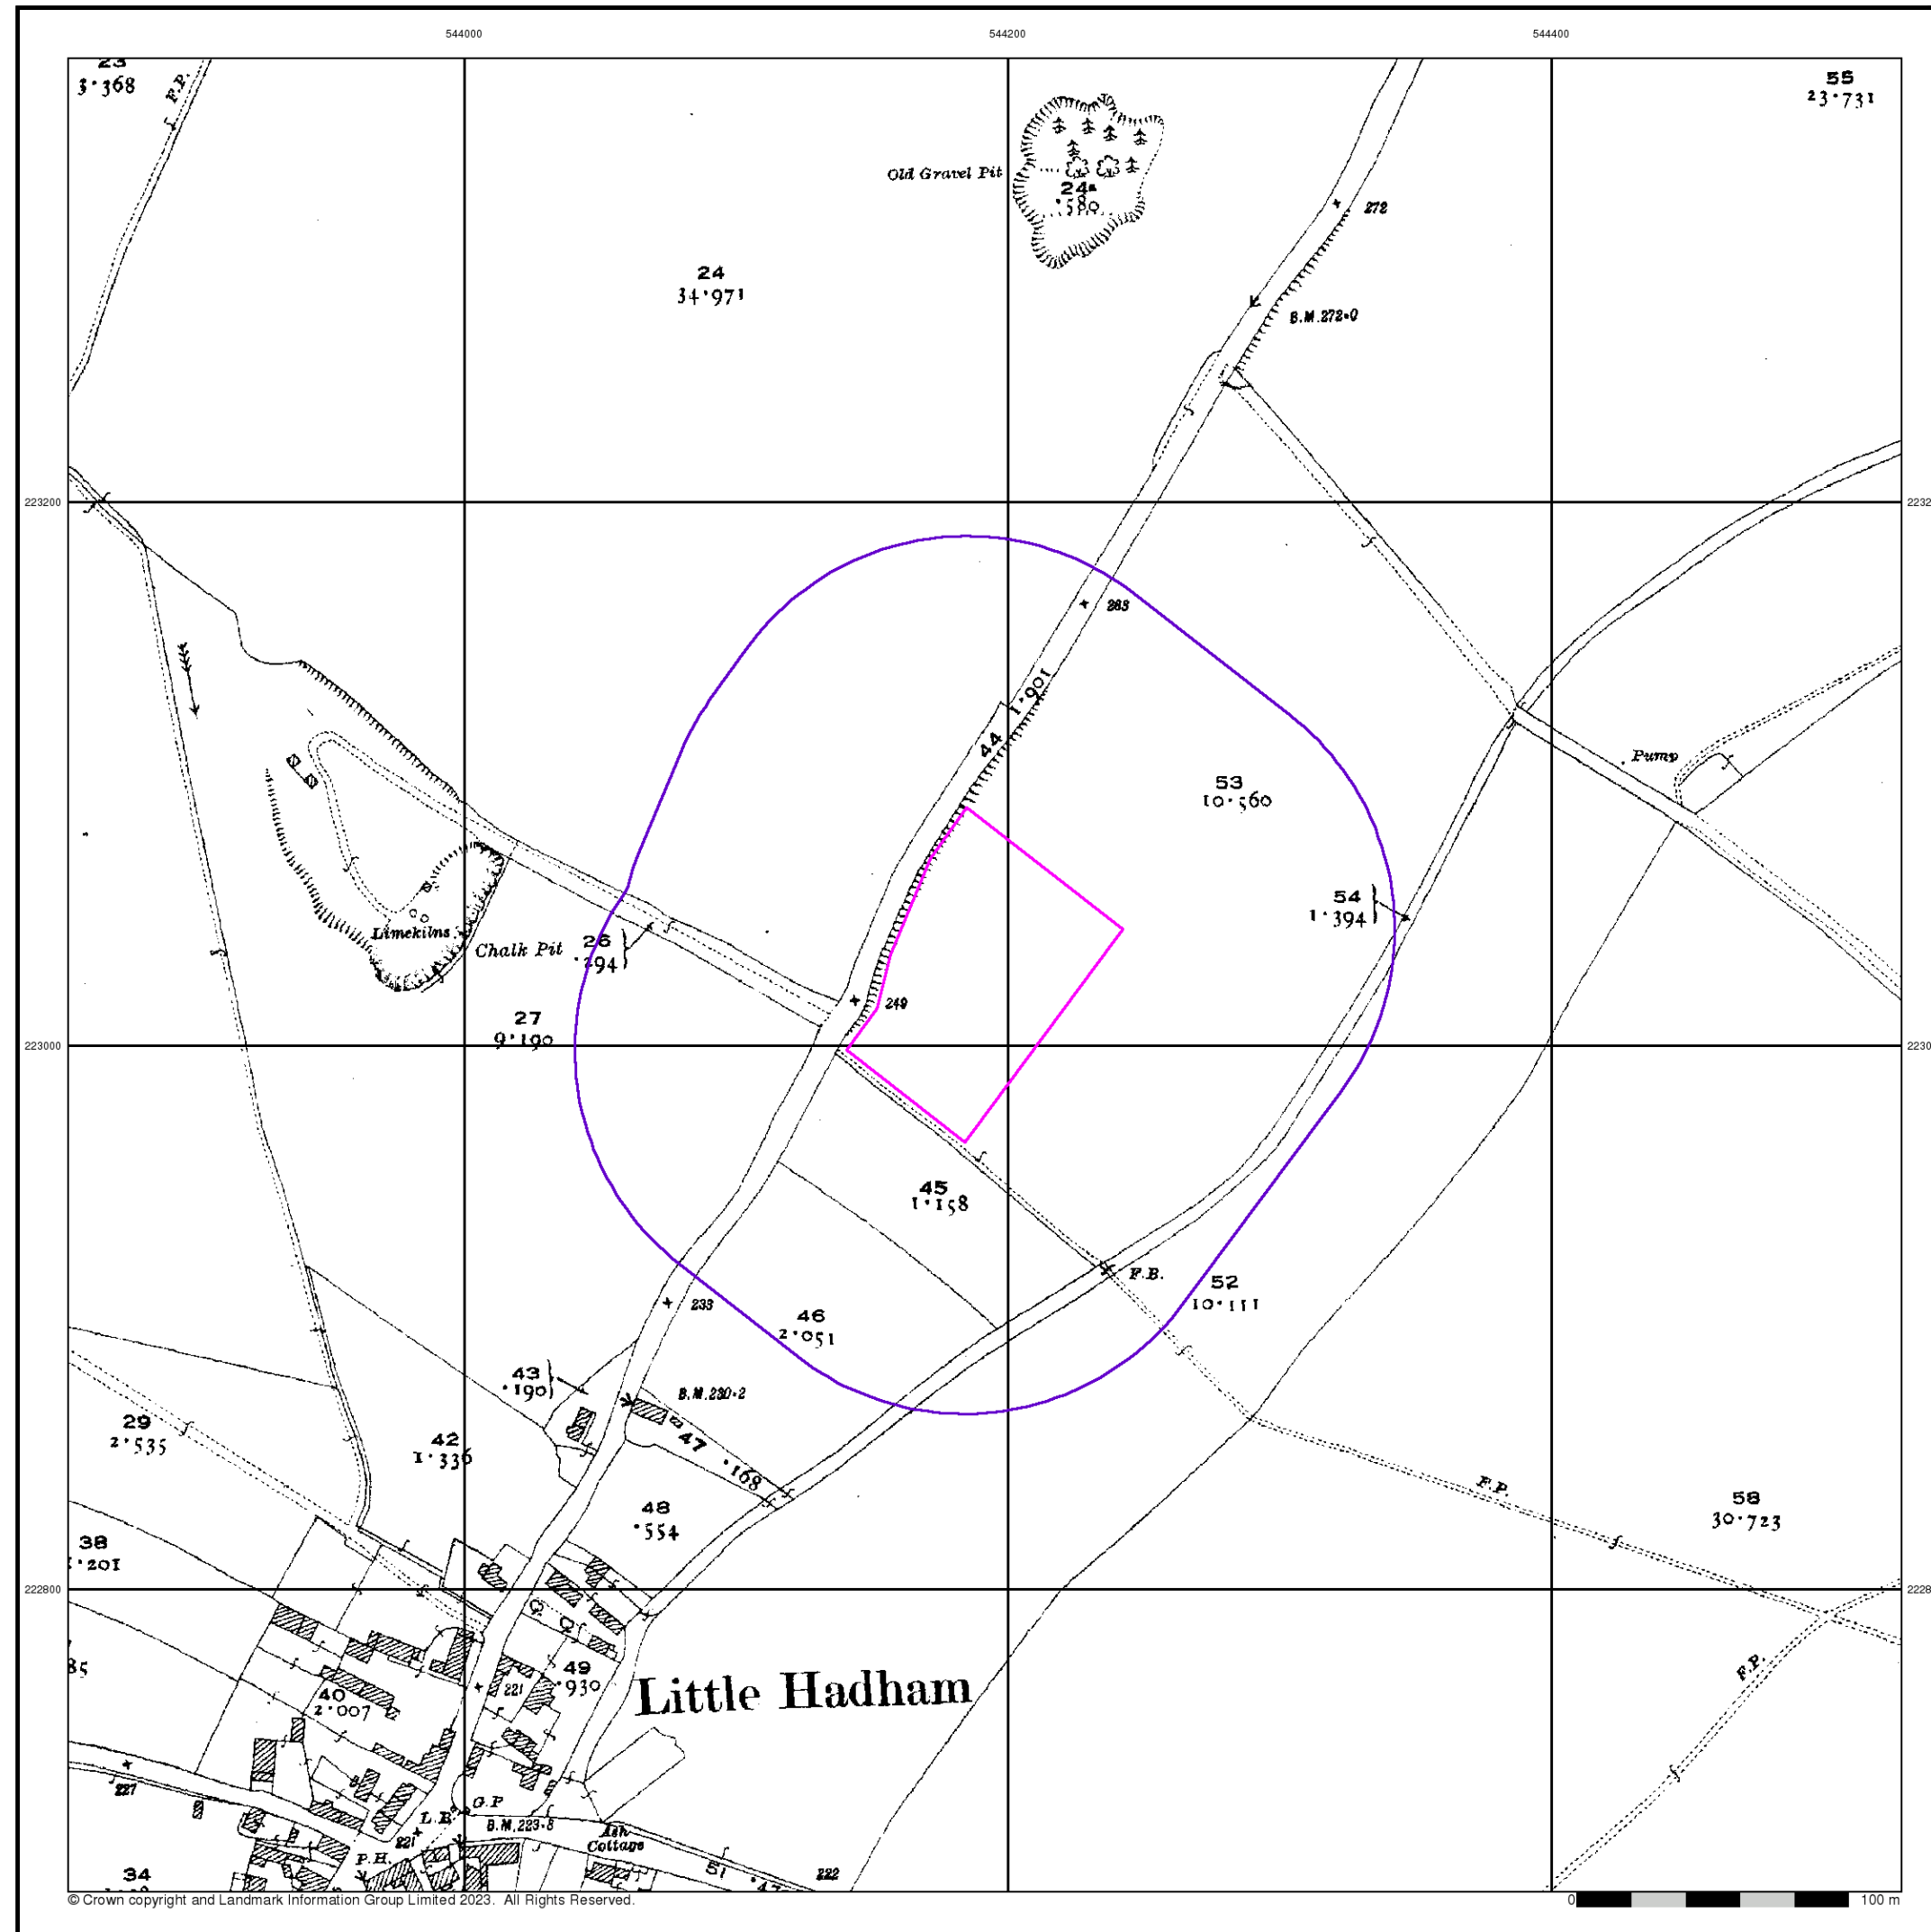 544000
544200
544400
23
3·368
F.P.
55
23·731
Old Gravel Pit
24a
·580
272
24
34·971
B.M.272·0
223200
263
1·901
44
Pump
53
10·560
54
1·394
Limekilns
Chalk Pit
26
·294
249
27
9·190
223000
45
1·158
F.B.
52
10·111
233
46
2·051
43
·190
B.M.230·2
29
2·535
42
1·336
47
·168
F.P.
48
·554
58
30·723
38
·201
222800
85
49
·930
221
40
2·007
Little Hadham
F.P.
227
L.B.
G.P
B.M.223·8
221
Ash
Cottage
P.H.
51
222
34
© Crown copyright and Landmark Information Group Limited 2023. All Rights Reserved.
0
100 m